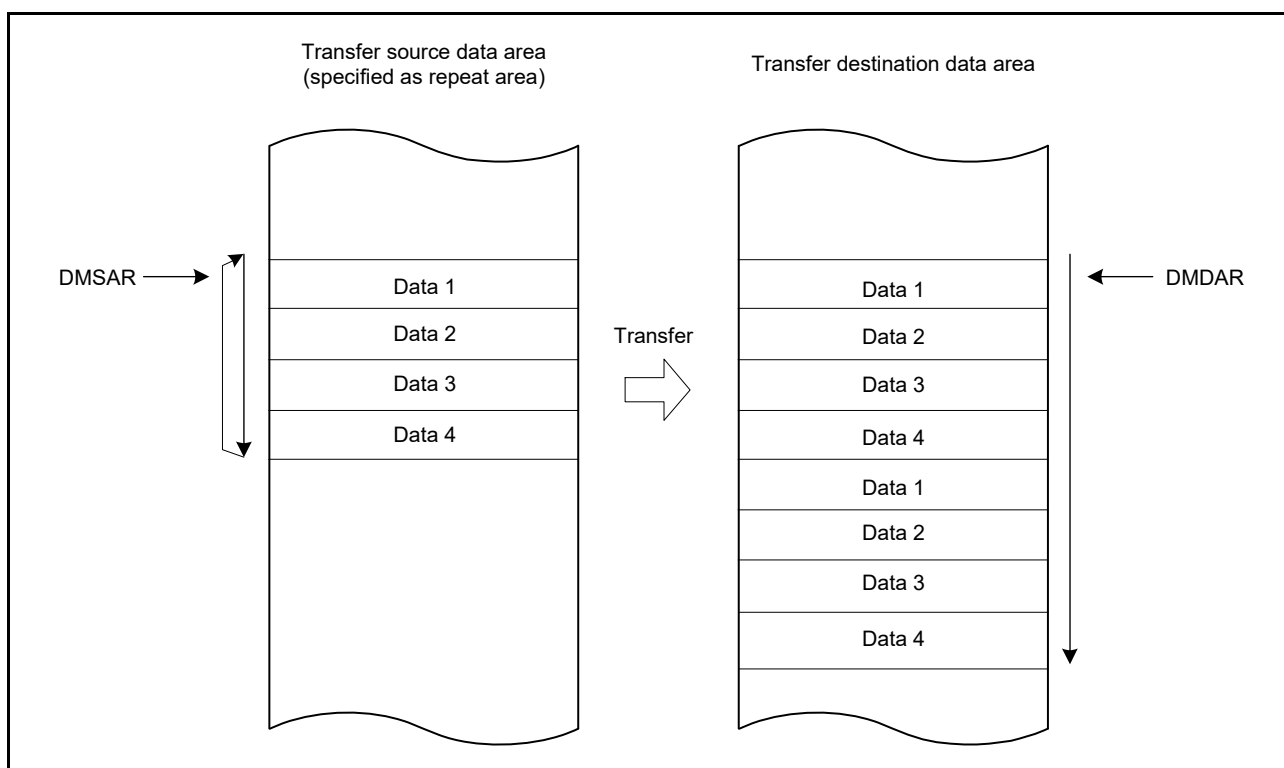 Transfer source data area
(specified as repeat area)
Transfer destination data area
DMSAR
Data 1
Data 2
Data 3
Data 4
Transfer
Data 1
Data 2
Data 3
Data 4
Data 1
Data 2
Data 3
Data 4
DMDAR